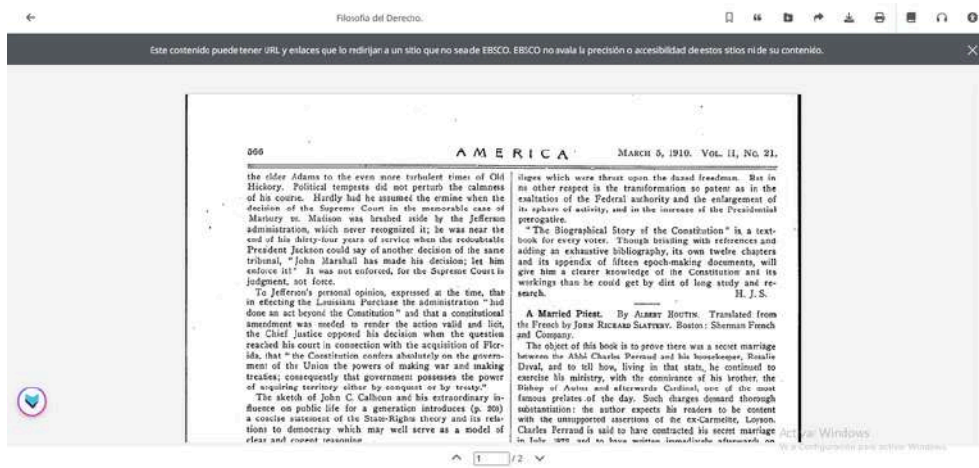 Filosofía del Derecho.
Este contenido puede tener URL y enlaces que lo redirijan a un sitio que no sea de EBSCO. EBSCO no avala la precisión o accesibilidad de estos sitios ni de su contenido.
566 AMERICA MARCH 5, 1910. VOL. II, NO. 21.
the elder Adams to the even more turbulent times of Old
Hickory. Political tempests did not perturb the calmness
of his course. Hardly had he assumed the ermine when the
decision of the Supreme Court in the memorable case of
Marbury vs. Madison was brushed aside by the Jefferson
administration, which never recognized it; he was near the
end of his thirty-four years of service when the redoubtable
President Jackson could say of another decision of the same
tribunal, "John Marshall has made his decision; let him
enforce it!" It was not enforced, for the Supreme Court is
judgment, not force.
To Jefferson's personal opinion, expressed at the time, that
in effecting the Louisiana Purchase the administration "had
done an act beyond the Constitution" and that a constitutional
amendment was needed to render the action valid and licit,
the Chief Justice opposed his decision when the question
reached his court in connection with the acquisition of Flor-
ida, that "the Constitution confers absolutely on the govern-
ment of the Union the powers of making war and making
treaties; consequently that government possesses the power
of acquiring territory either by conquest or by treaty."
The sketch of John C. Calhoun and his extraordinary in-
fluence on public life for a generation introduces (p. 203)
a concise statement of the State-Rights theory and its rela-
tions to democracy which may well serve as a model of
clear and cogent reasoning
ileges which were thrust upon the dazed freedman. But in
no other respect is the transformation so patent as in the
exaltation of the Federal authority and the enlargement of
its sphere of activity, and in the increase of the Presidential
prerogative.
"The Biographical Story of the Constitution" is a text-
book for every voter. Though bristling with references and
adding an exhaustive bibliography, its own twelve chapters
and its appendix of fifteen epoch-making documents, will
give him a clearer knowledge of the Constitution and its
workings than he could get by dint of long study and re-
search. H. J. S.
A Married Priest. By ALBERT HOUTIN. Translated from
the French by JOHN RICHARD SLATTERY. Boston: Sherman French
and Company.
The object of this book is to prove there was a secret marriage
between the Abbé Charles Perraud and his housekeeper, Rosalie
Duval, and to tell how, living in that state, he continued to
exercise his ministry, with the connivance of his brother, the
Bishop of Autun and afterwards Cardinal, one of the most
famous prelates of the day. Such charges demand thorough
substantiation: the author expects his readers to be content
with the unsupported assertions of the ex-Carmelite, Loyson.
Charles Perraud is said to have contracted his secret marriage
in July, 1872, and to have written immediately afterwards on
Activar Windows
Ve a Configuración para activar Windows.
1 /2